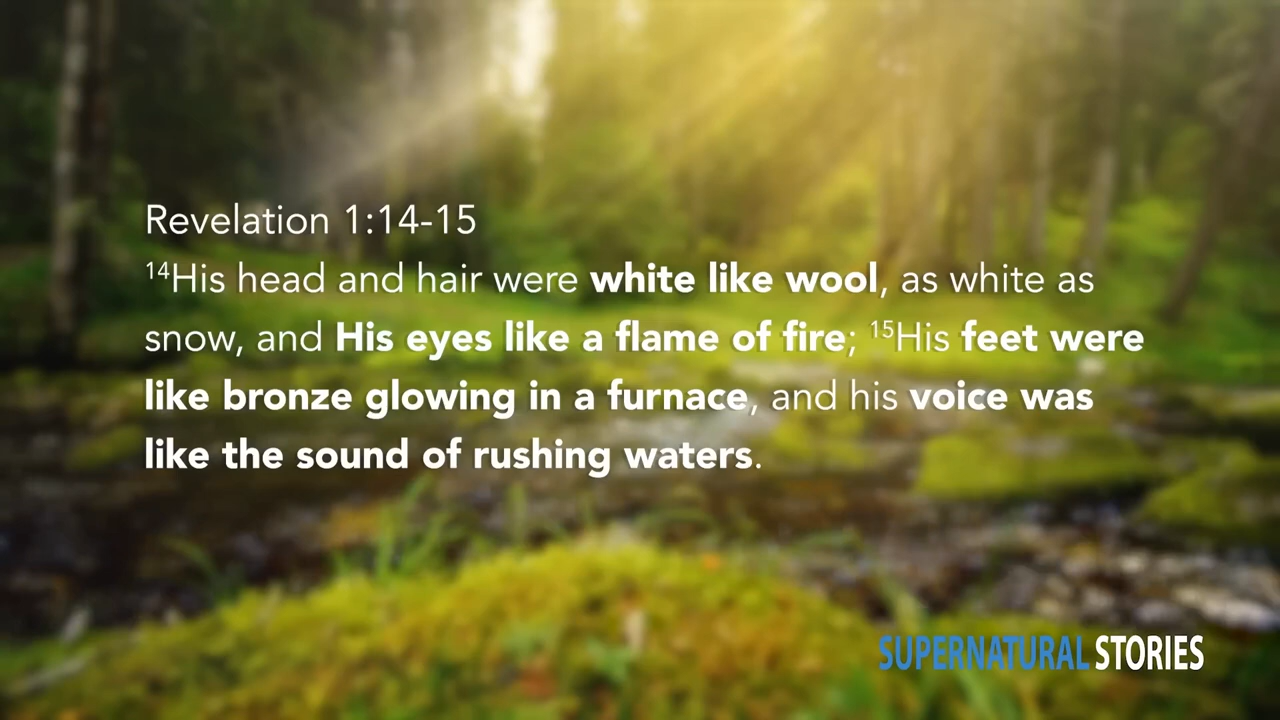 Revelation 1:14-15
¹⁴His head and hair were white like wool, as white as
snow, and His eyes like a flame of fire; ¹⁵His feet were
like bronze glowing in a furnace, and his voice was
like the sound of rushing waters.
SUPERNATURAL STORIES